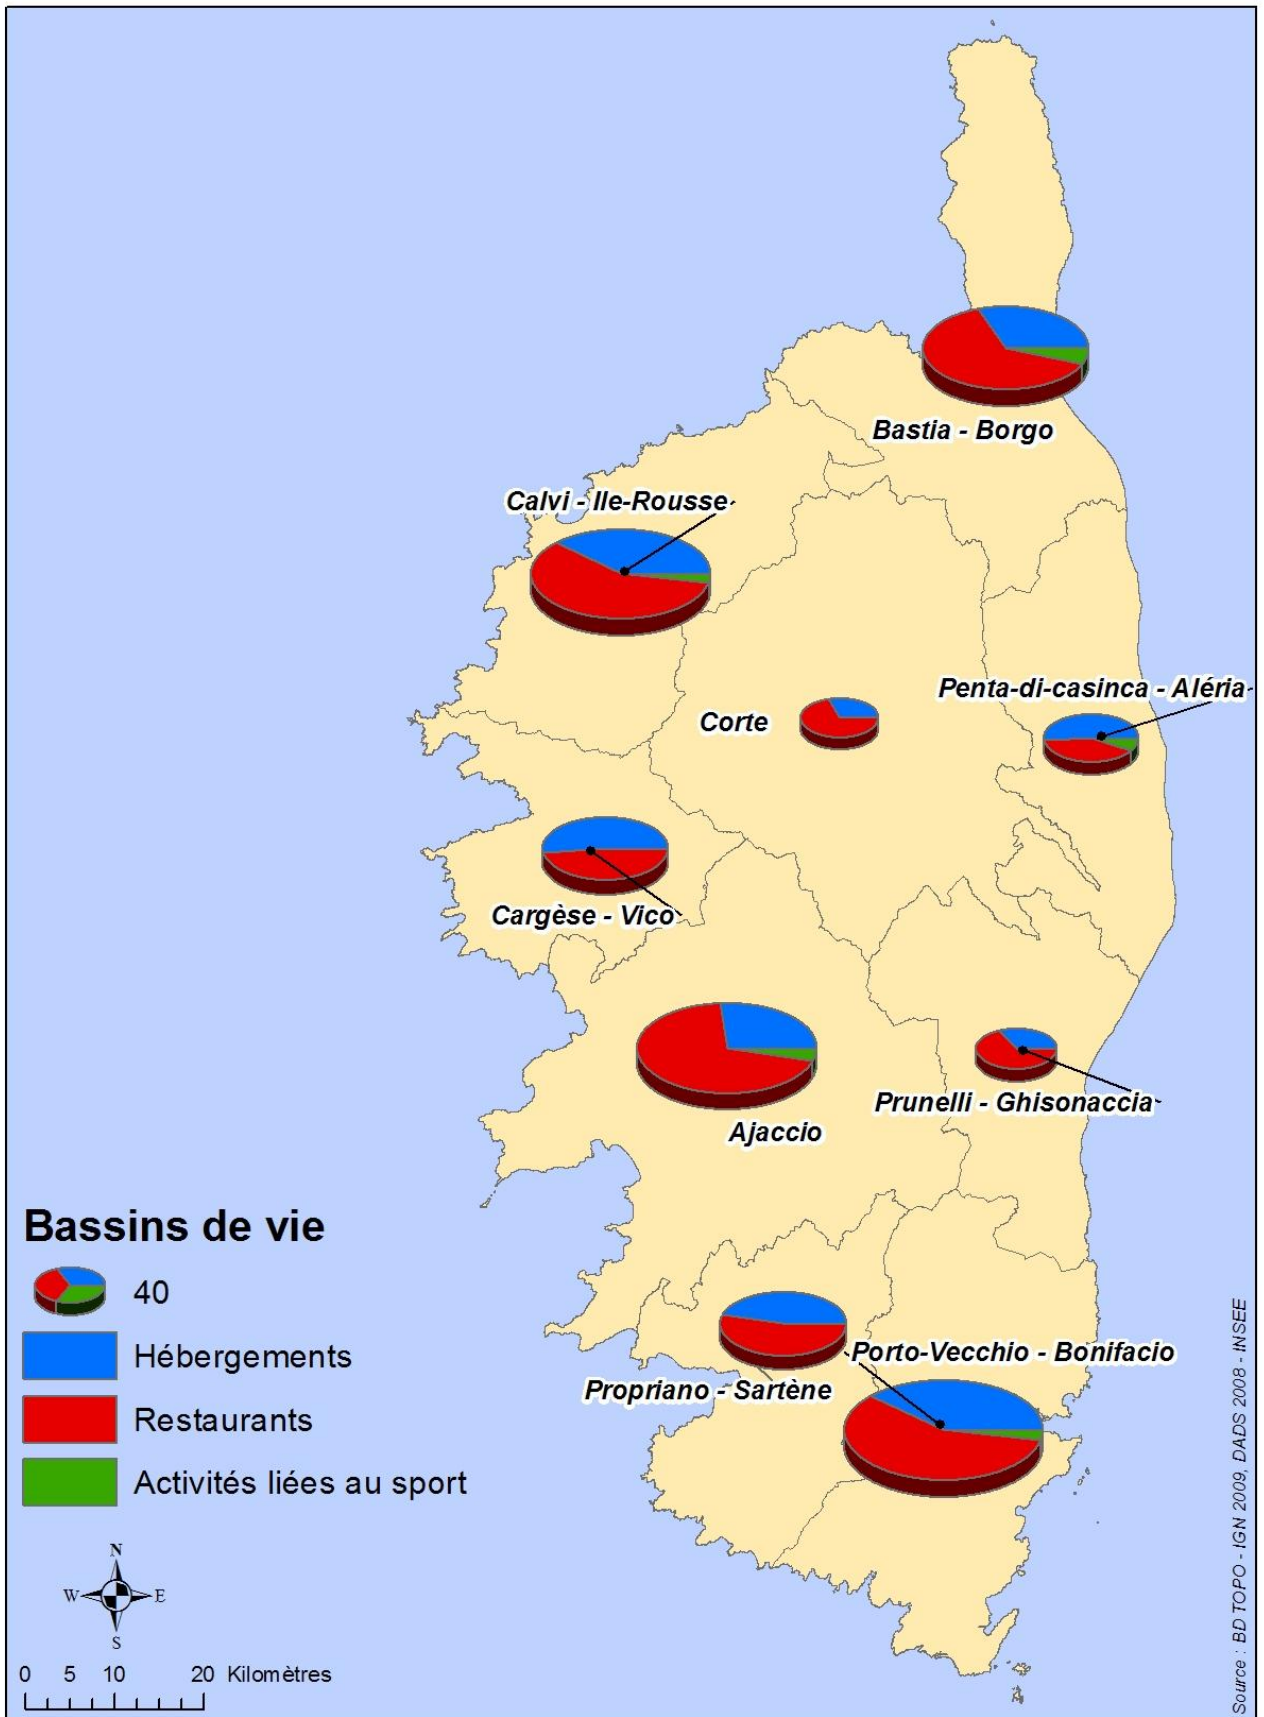 Bastia - Borgo
Calvi - Ile-Rousse
Penta-di-casinca - Aléria
Corte
Cargèse - Vico
Prunelli - Ghisonaccia
Ajaccio
Porto-Vecchio - Bonifacio
Propriano - Sartène
Bassins de vie
40
Hébergements
Restaurants
Activités liées au sport
N
W E
S
0 5 10 20 Kilomètres
Source : BD TOPO - IGN 2009, DADS 2008 - INSEE